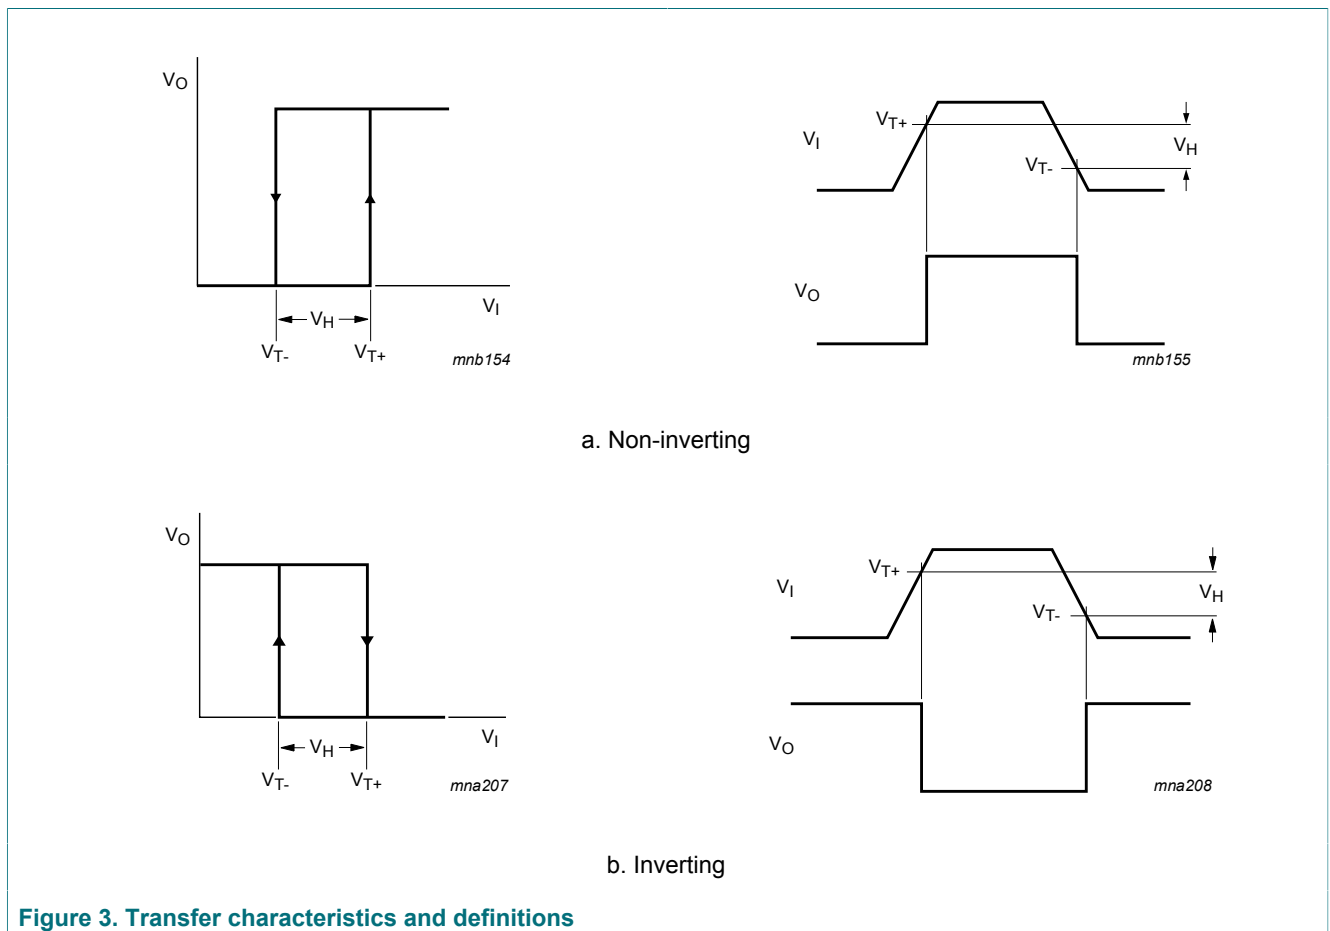 VO
VI
VH
VT-
VT+
mnb154
VI
VT+
VT-
VH
VO
mnb155
a. Non-inverting
VO
VI
VH
VT-
VT+
mna207
VI
VT+
VT-
VH
VO
mna208
b. Inverting
Figure 3. Transfer characteristics and definitions